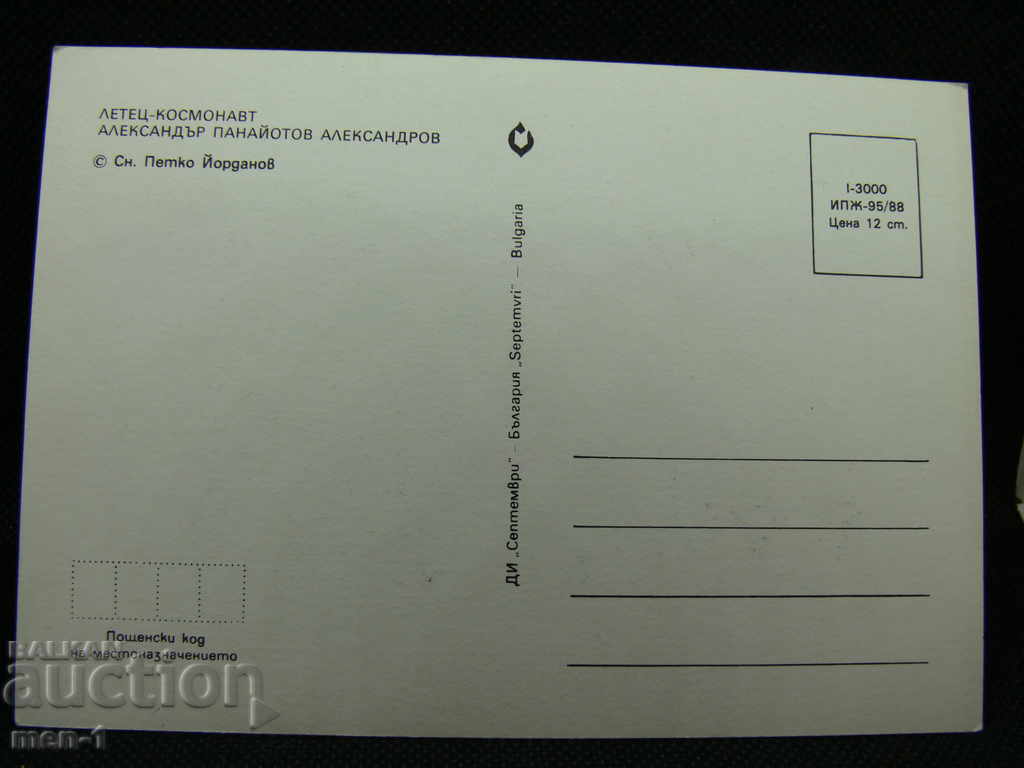 ЛЕТЕЦ-КОСМОНАВТ
АЛЕКСАНДЪР ПАНАЙОТОВ АЛЕКСАНДРОВ
© Сн. Петко Йорданов
I-3000
ИПЖ-95/88
Цена 12 ст.
ДИ „Септември" – България „Septemvri" – Bulgaria
Пощенски код
на местоназначението
BALKAN
auction
men-1